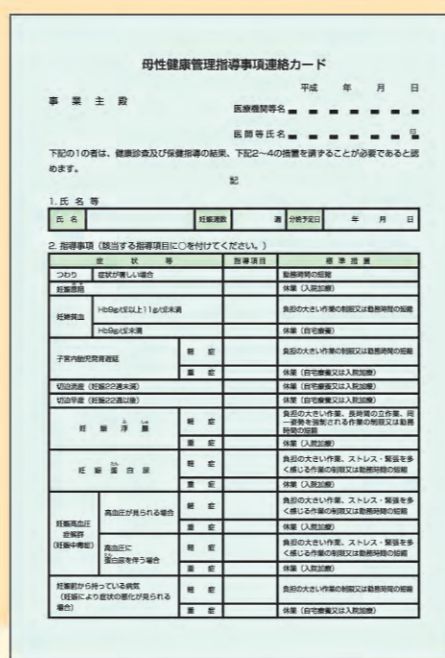 母性健康管理指導事項連絡カード
平成　年　月　日
事業主殿
医療機関等名
医師等氏名　印
下記の1の者は、健康診査及び保健指導の結果、下記2～4の措置を講ずることが必要であると認
めます。
記
1. 氏名等
氏名　妊娠週数　週　分娩予定日　年　月　日
2. 指導事項（該当する指導項目に○を付けてください。）
症状等　指導項目　標準措置
つわり　症状が著しい場合　勤務時間の短縮
妊娠悪阻　休業（入院加療）
妊婦貧血　Hb9g/㎗以上11g/㎗未満　負担の大きい作業の制限又は勤務時間の短縮
Hb9g/㎗未満　休業（自宅療養）
子宮内胎児発育遅延　軽症　負担の大きい作業の制限又は勤務時間の短縮
重症　休業（自宅療養又は入院加療）
切迫流産（妊娠22週未満）　休業（自宅療養又は入院加療）
切迫早産（妊娠22週以後）　休業（自宅療養又は入院加療）
妊娠浮腫　軽症　負担の大きい作業、長時間の立作業、同
一姿勢を強制される作業の制限又は勤務
時間の短縮
重症　休業（入院加療）
妊娠蛋白尿　軽症　負担の大きい作業、ストレス・緊張を多
く感じる作業の制限又は勤務時間の短縮
重症　休業（入院加療）
妊娠高血圧
症候群
（妊娠中毒症）
高血圧が見られる場合　軽症　負担の大きい作業、ストレス・緊張を多
く感じる作業の制限又は勤務時間の短縮
重症　休業（入院加療）
高血圧に
蛋白尿を伴う場合　軽症　負担の大きい作業、ストレス・緊張を多
く感じる作業の制限又は勤務時間の短縮
重症　休業（入院加療）
妊娠前から持っている病気
（妊娠により症状の悪化が見られる
場合）　軽症　負担の大きい作業の制限又は勤務時間の短縮
重症　休業（自宅療養又は入院加療）